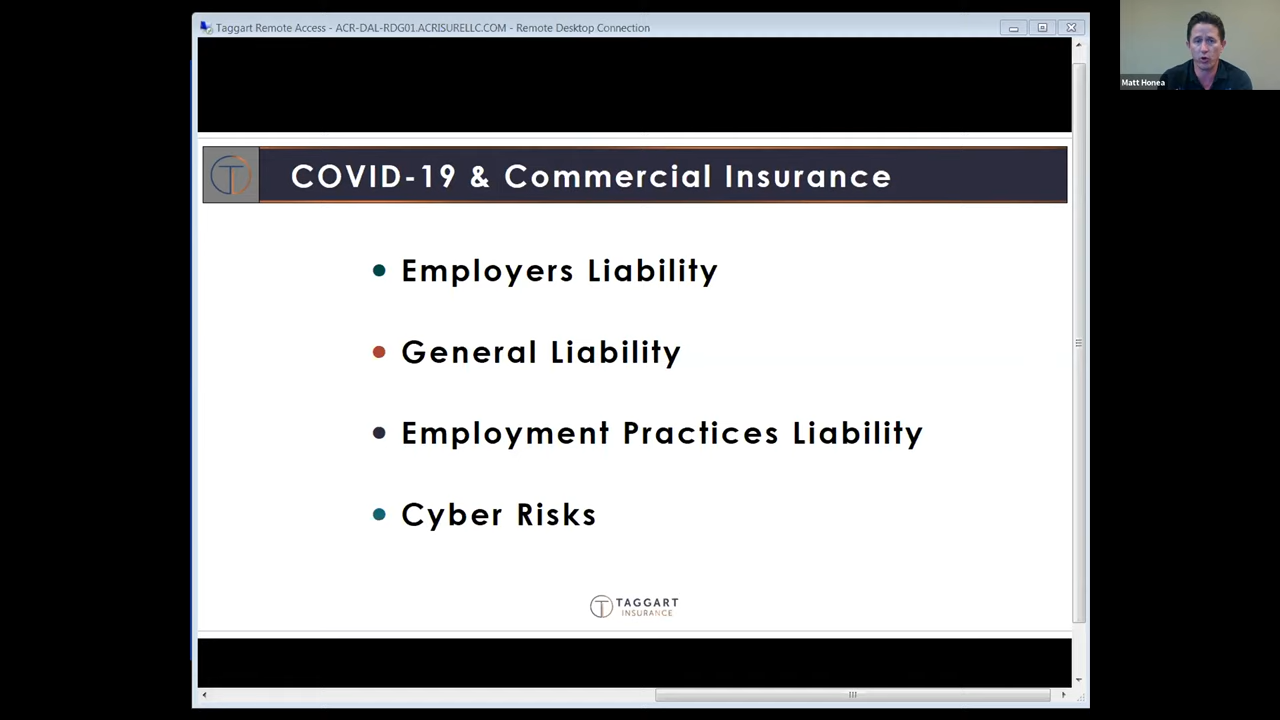 Taggart Remote Access - ACR-DAL-RDG01.ACRISURELLC.COM - Remote Desktop Connection
Matt Honea
COVID-19 & Commercial Insurance
Employers Liability
General Liability
Employment Practices Liability
Cyber Risks
TAGGART
INSURANCE